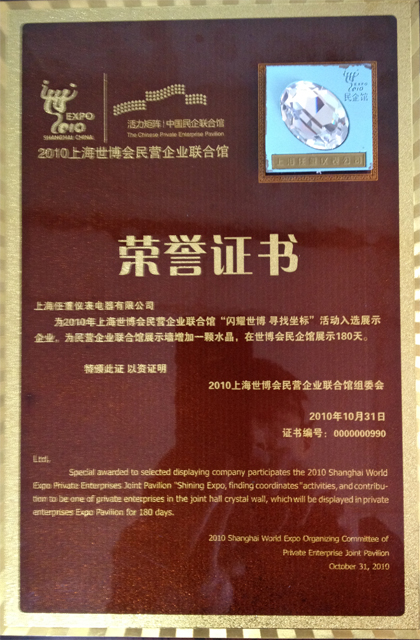 EXPO
2010
SHANGHAI CHINA
活力矩阵 | 中国民企联合馆
The Chinese Private Enterprise Pavilion
2010上海世博会民营企业联合馆
EXPO
2010
民企馆
荣誉证书
上海任重仪表电器有限公司
为2010年上海世博会民营企业联合馆“闪耀世博 寻找坐标”活动入选展示
企业。为民营企业联合馆展示墙增加一颗水晶，在世博会民企馆展示180天。
特颁此证 以资证明
2010上海世博会民营企业联合馆组委会
2010年10月31日
证书编号：0000000990
Ltd.
Special awarded to selected displaying company participates the 2010 Shanghai World
Expo Private Enterprises Joint Pavilion “Shining Expo, finding coordinates”activities, and contribu-
tion to be one of private enterprises in the joint hall crystal wall, which will be displayed in private
enterprises Expo Pavilion for 180 days.
2010 Shanghai World Expo Organizing Committee of
Private Enterprise Joint Pavilion
October 31, 2010